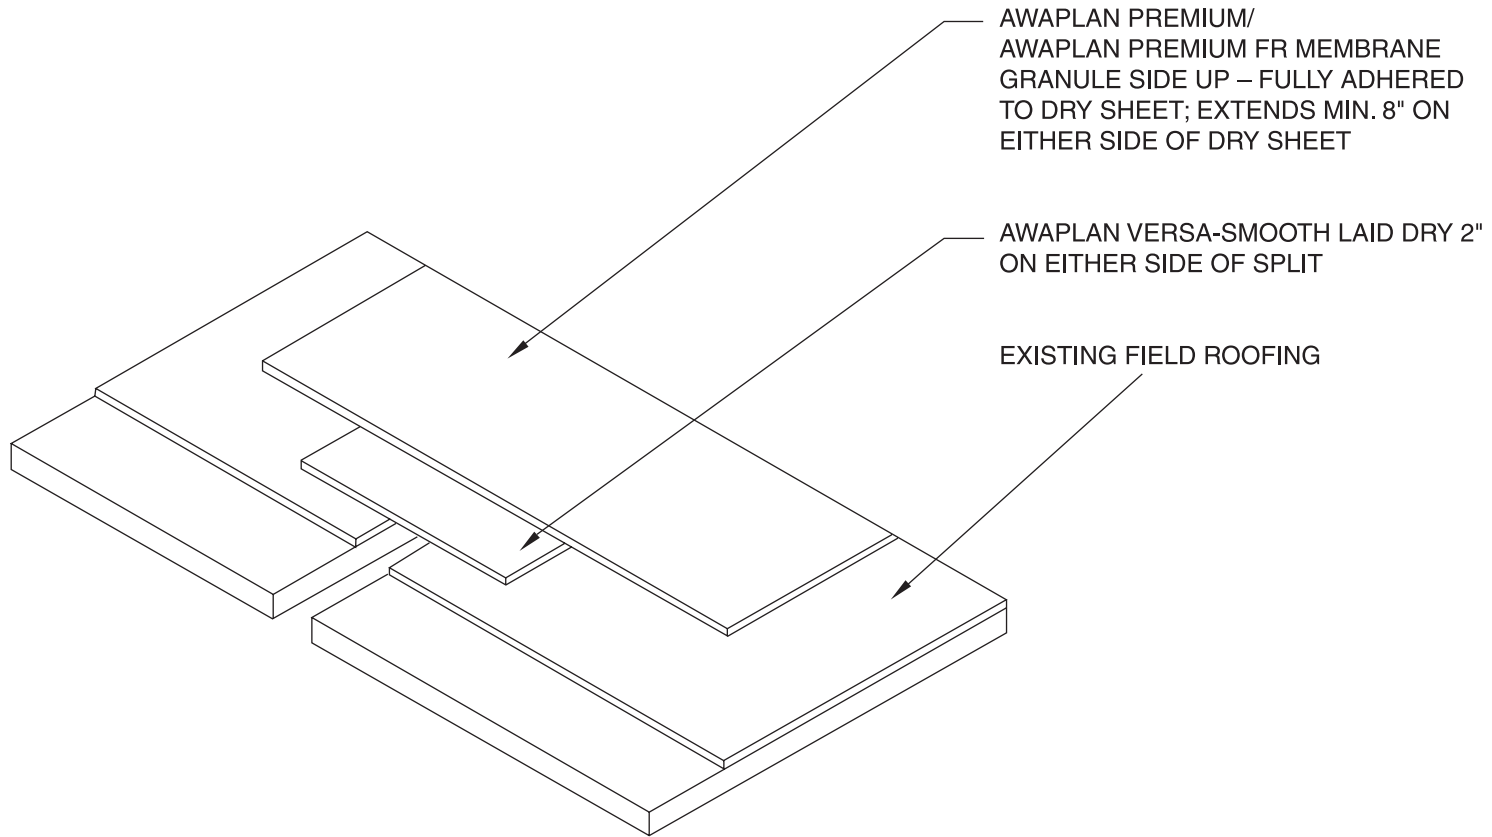 AWAPLAN PREMIUM/
AWAPLAN PREMIUM FR MEMBRANE
GRANULE SIDE UP – FULLY ADHERED
TO DRY SHEET; EXTENDS MIN. 8" ON
EITHER SIDE OF DRY SHEET
AWAPLAN VERSA-SMOOTH LAID DRY 2"
ON EITHER SIDE OF SPLIT
EXISTING FIELD ROOFING